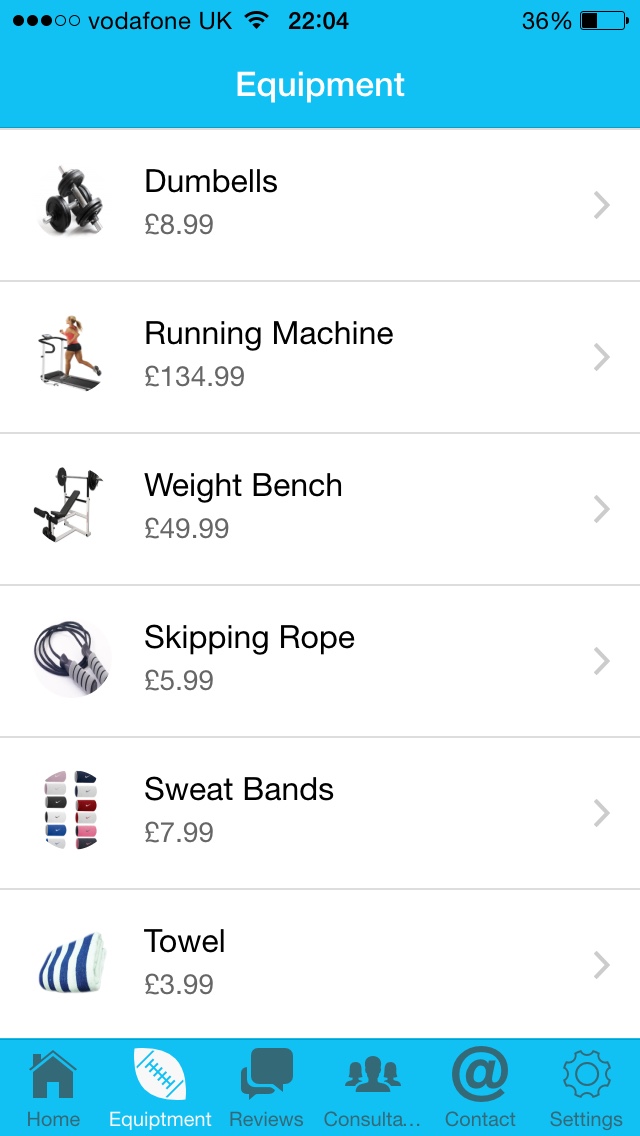 vodafone UK 22:04 36%
Equipment
Dumbells
£8.99
Running Machine
£134.99
Weight Bench
£49.99
Skipping Rope
£5.99
Sweat Bands
£7.99
Towel
£3.99
Home Equiptment Reviews Consulta... Contact Settings